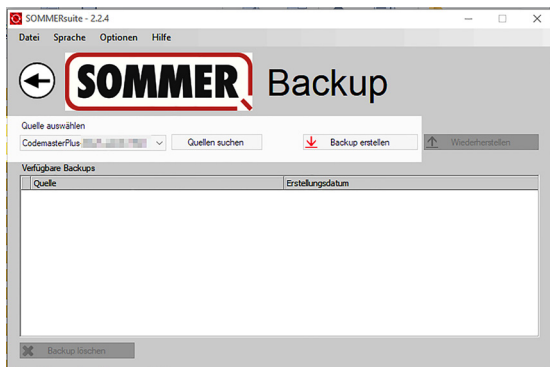 SOMMERsuite - 2.2.4
Datei Sprache Optionen Hilfe
SOMMER Backup
Quelle auswählen
CodemasterPlus- Quellen suchen Backup erstellen Wiederherstellen
Verfügbare Backups
Quelle Erstellungsdatum
Backup löschen